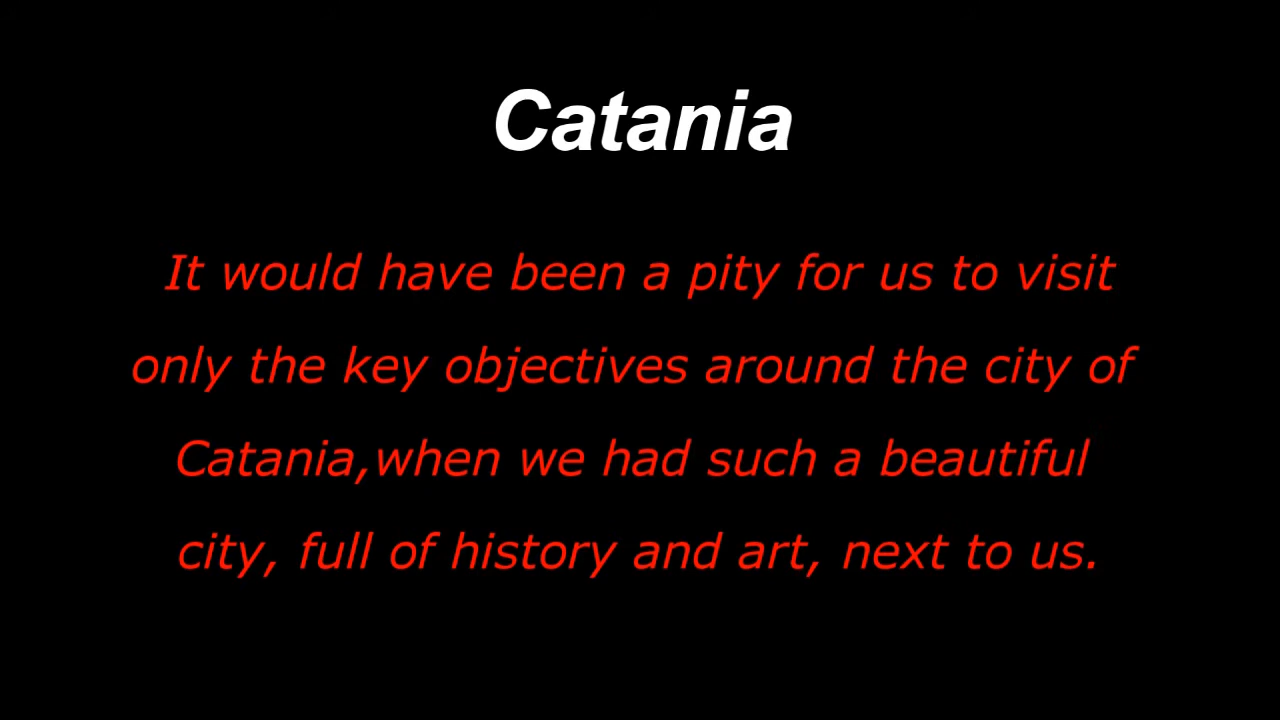 Catania
It would have been a pity for us to visit
only the key objectives around the city of
Catania,when we had such a beautiful
city, full of history and art, next to us.